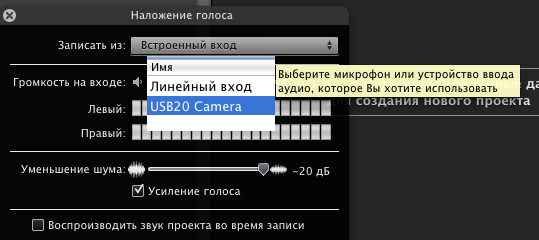 Наложение голоса
Записать из: Встроенный вход
Имя
Линейный вход
USB20 Camera
Выберите микрофон или устройство ввода
аудио, которое Вы хотите использовать
Громкость на входе:
Левый:
Правый:
для создания нового проекта
Уменьшение шума: -20 дБ
Усиление голоса
Воспроизводить звук проекта во время записи